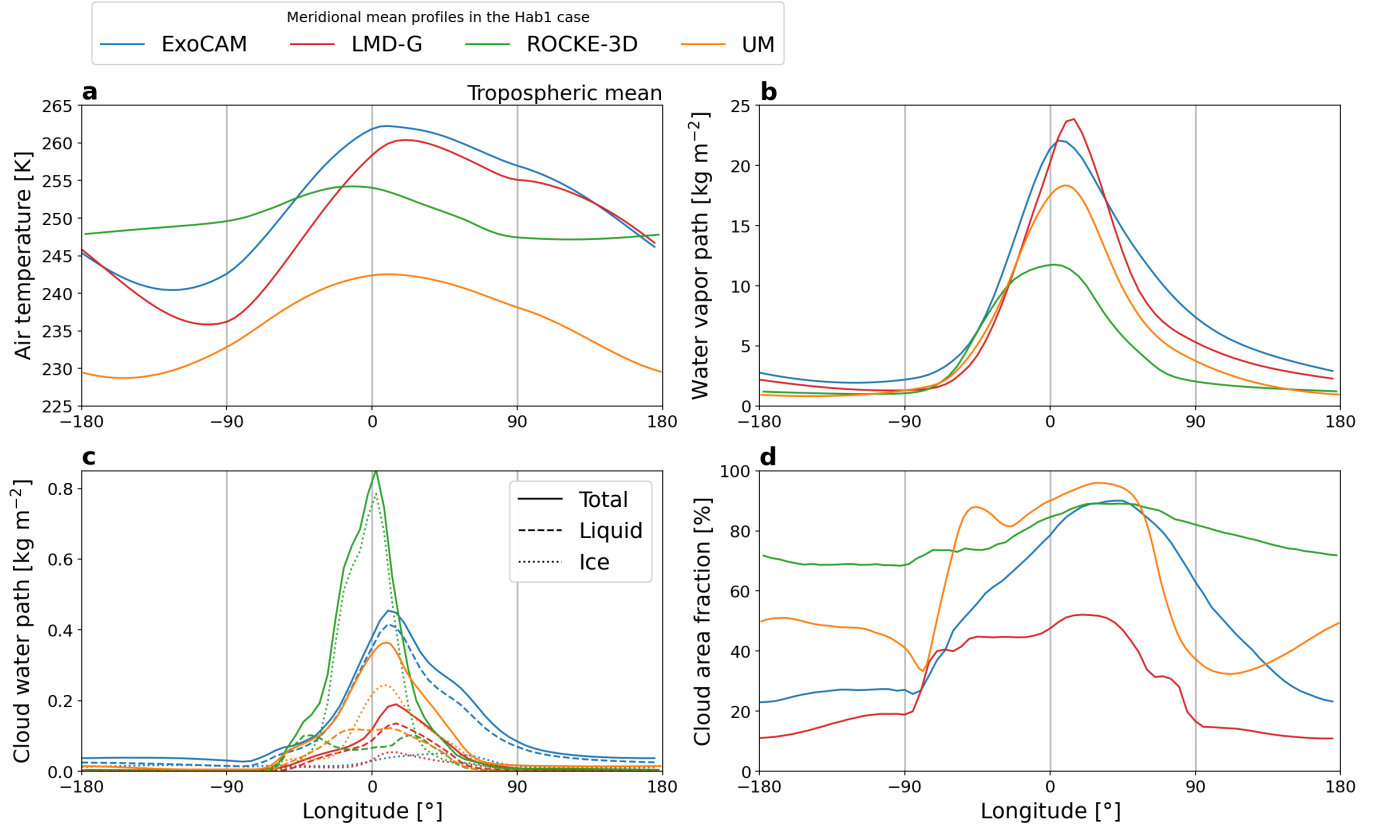 Meridional mean profiles in the Hab1 case
ExoCAM LMD-G ROCKE-3D UM
a Tropospheric mean
Air temperature [K]
265
260
255
250
245
240
235
230
225
−180 −90 0 90 180
b
Water vapor path [kg m⁻²]
25
20
15
10
5
0
−180 −90 0 90 180
c
Cloud water path [kg m⁻²]
0.8
0.6
0.4
0.2
0.0
Total
Liquid
Ice
−180 −90 0 90 180
Longitude [°]
d
Cloud area fraction [%]
100
80
60
40
20
0
−180 −90 0 90 180
Longitude [°]